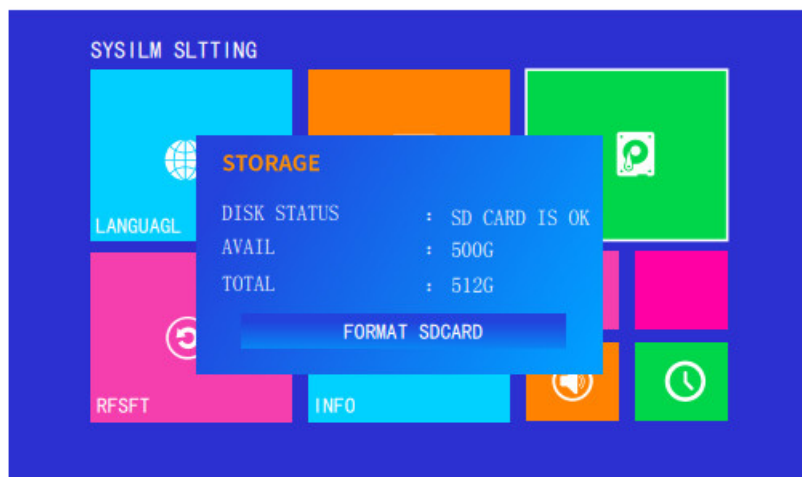 SYSILM SLTTING
STORAGE
DISK STATUS : SD CARD IS OK
AVAIL : 500G
TOTAL : 512G
FORMAT SDCARD
LANGUAGL
RFSFT
INFO